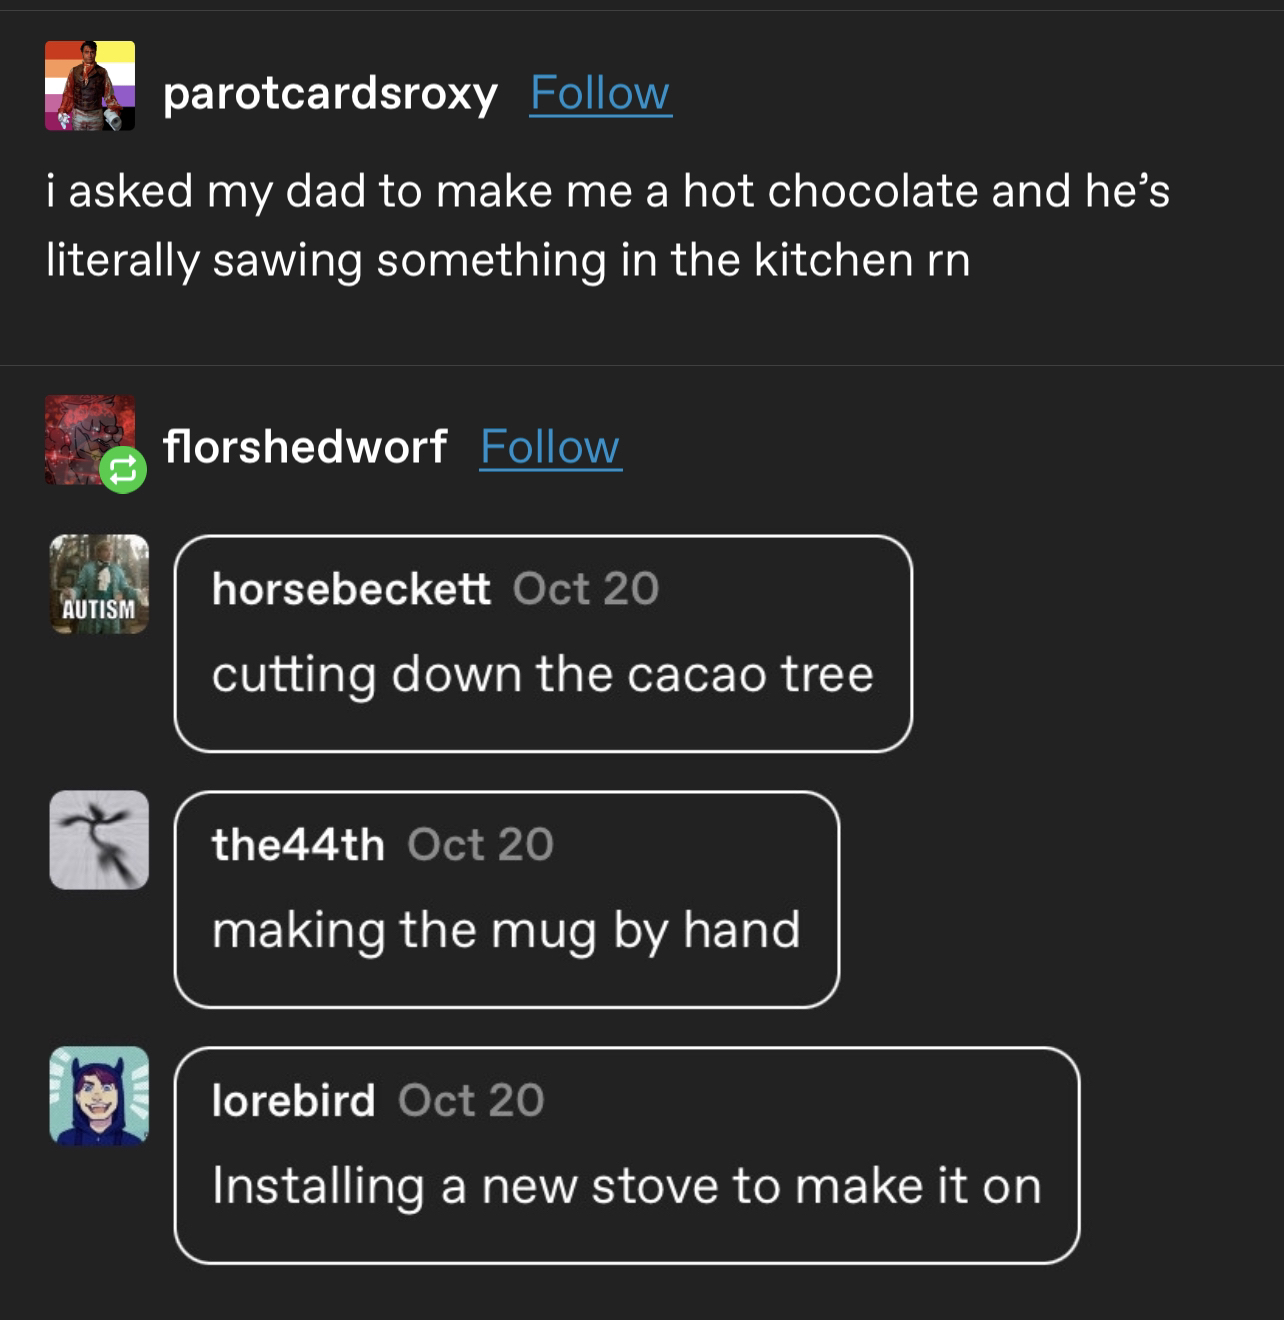 parotcardsroxy Follow
i asked my dad to make me a hot chocolate and he’s
literally sawing something in the kitchen rn
florshedworf Follow
AUTISM
horsebeckett Oct 20
cutting down the cacao tree
the44th Oct 20
making the mug by hand
lorebird Oct 20
Installing a new stove to make it on